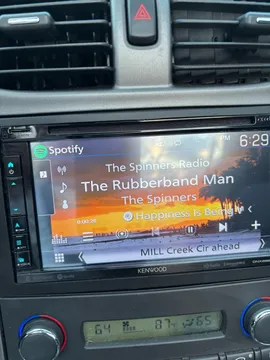 Spotify
PM 6:29
The Spinners Radio
The Rubberband Man
The Spinners
Happiness Is Being
MILL Creek Cir ahead
KENWOOD
64
87
65